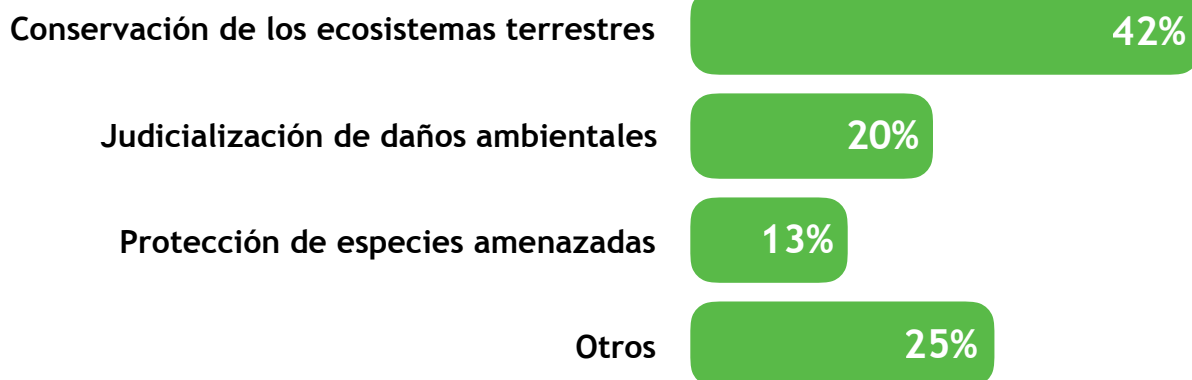 Conservación de los ecosistemas terrestres 42%
Judicialización de daños ambientales 20%
Protección de especies amenazadas 13%
Otros 25%